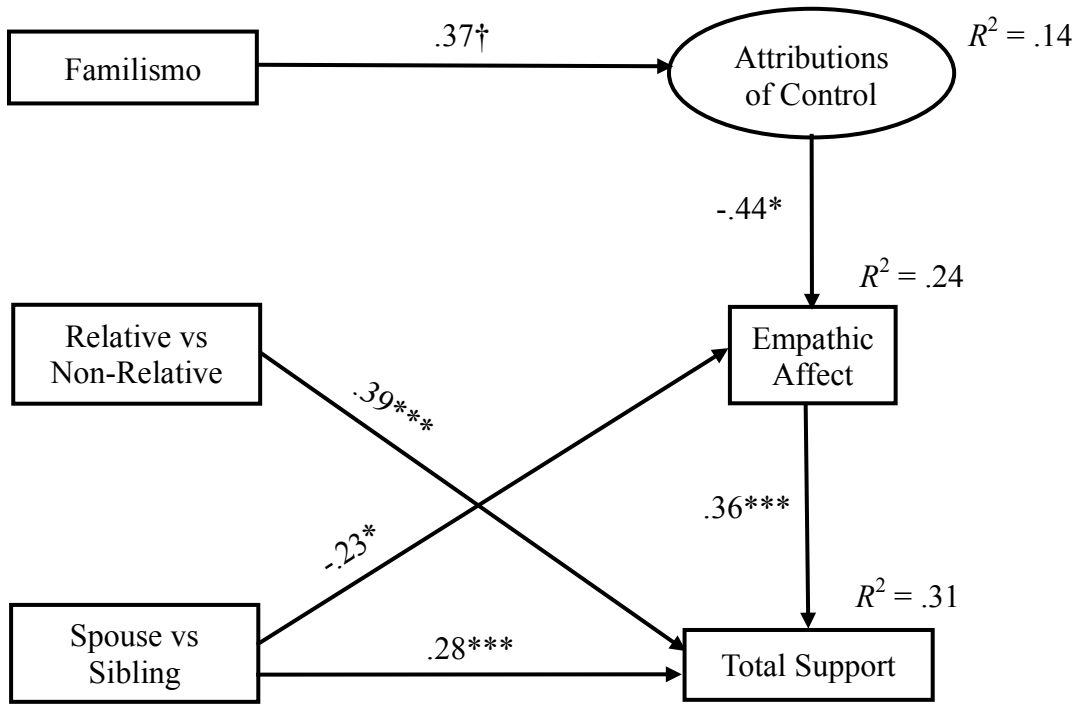 .37†
R² = .14
Familismo
Attributions
of Control
-.44*
R² = .24
Relative vs
Non-Relative
Empathic
Affect
.39***
.36***
-.23*
R² = .31
Spouse vs
Sibling
.28***
Total Support